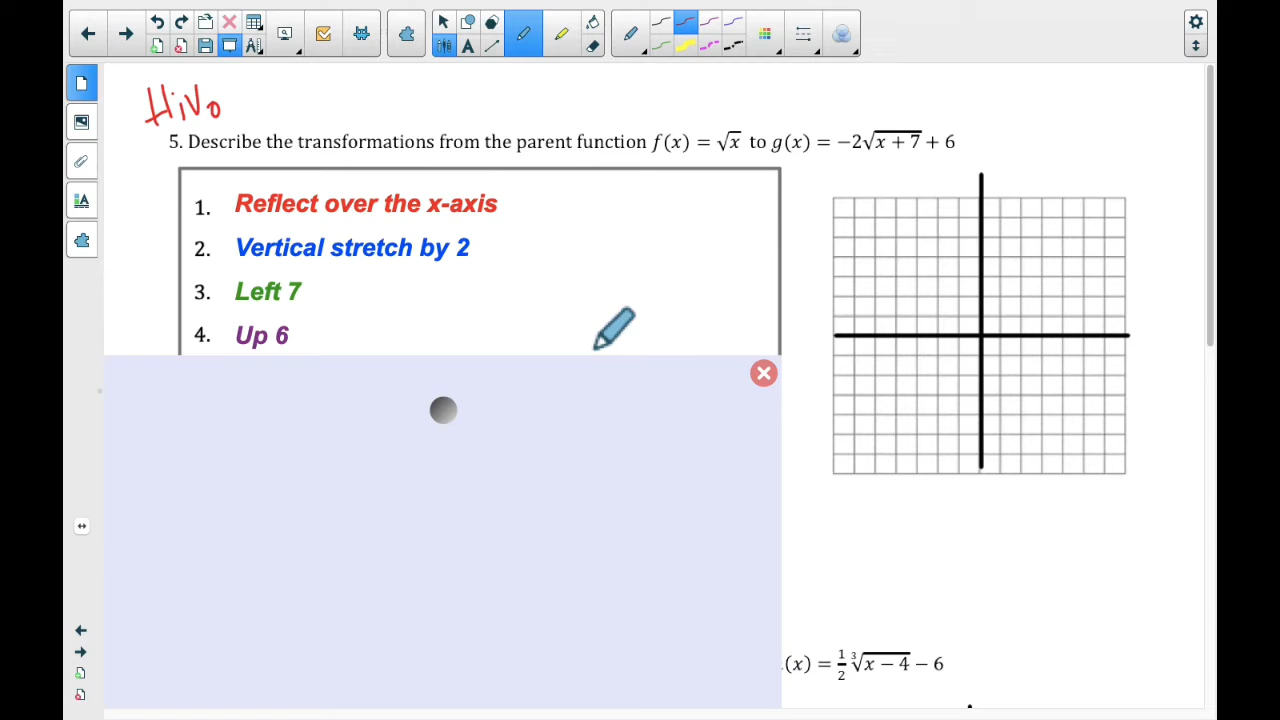 HiVo
5. Describe the transformations from the parent function f(x) = √x to g(x) = −2√x + 7 + 6
1. Reflect over the x-axis
2. Vertical stretch by 2
3. Left 7
4. Up 6
(x) = 1/2 ∛x − 4 − 6